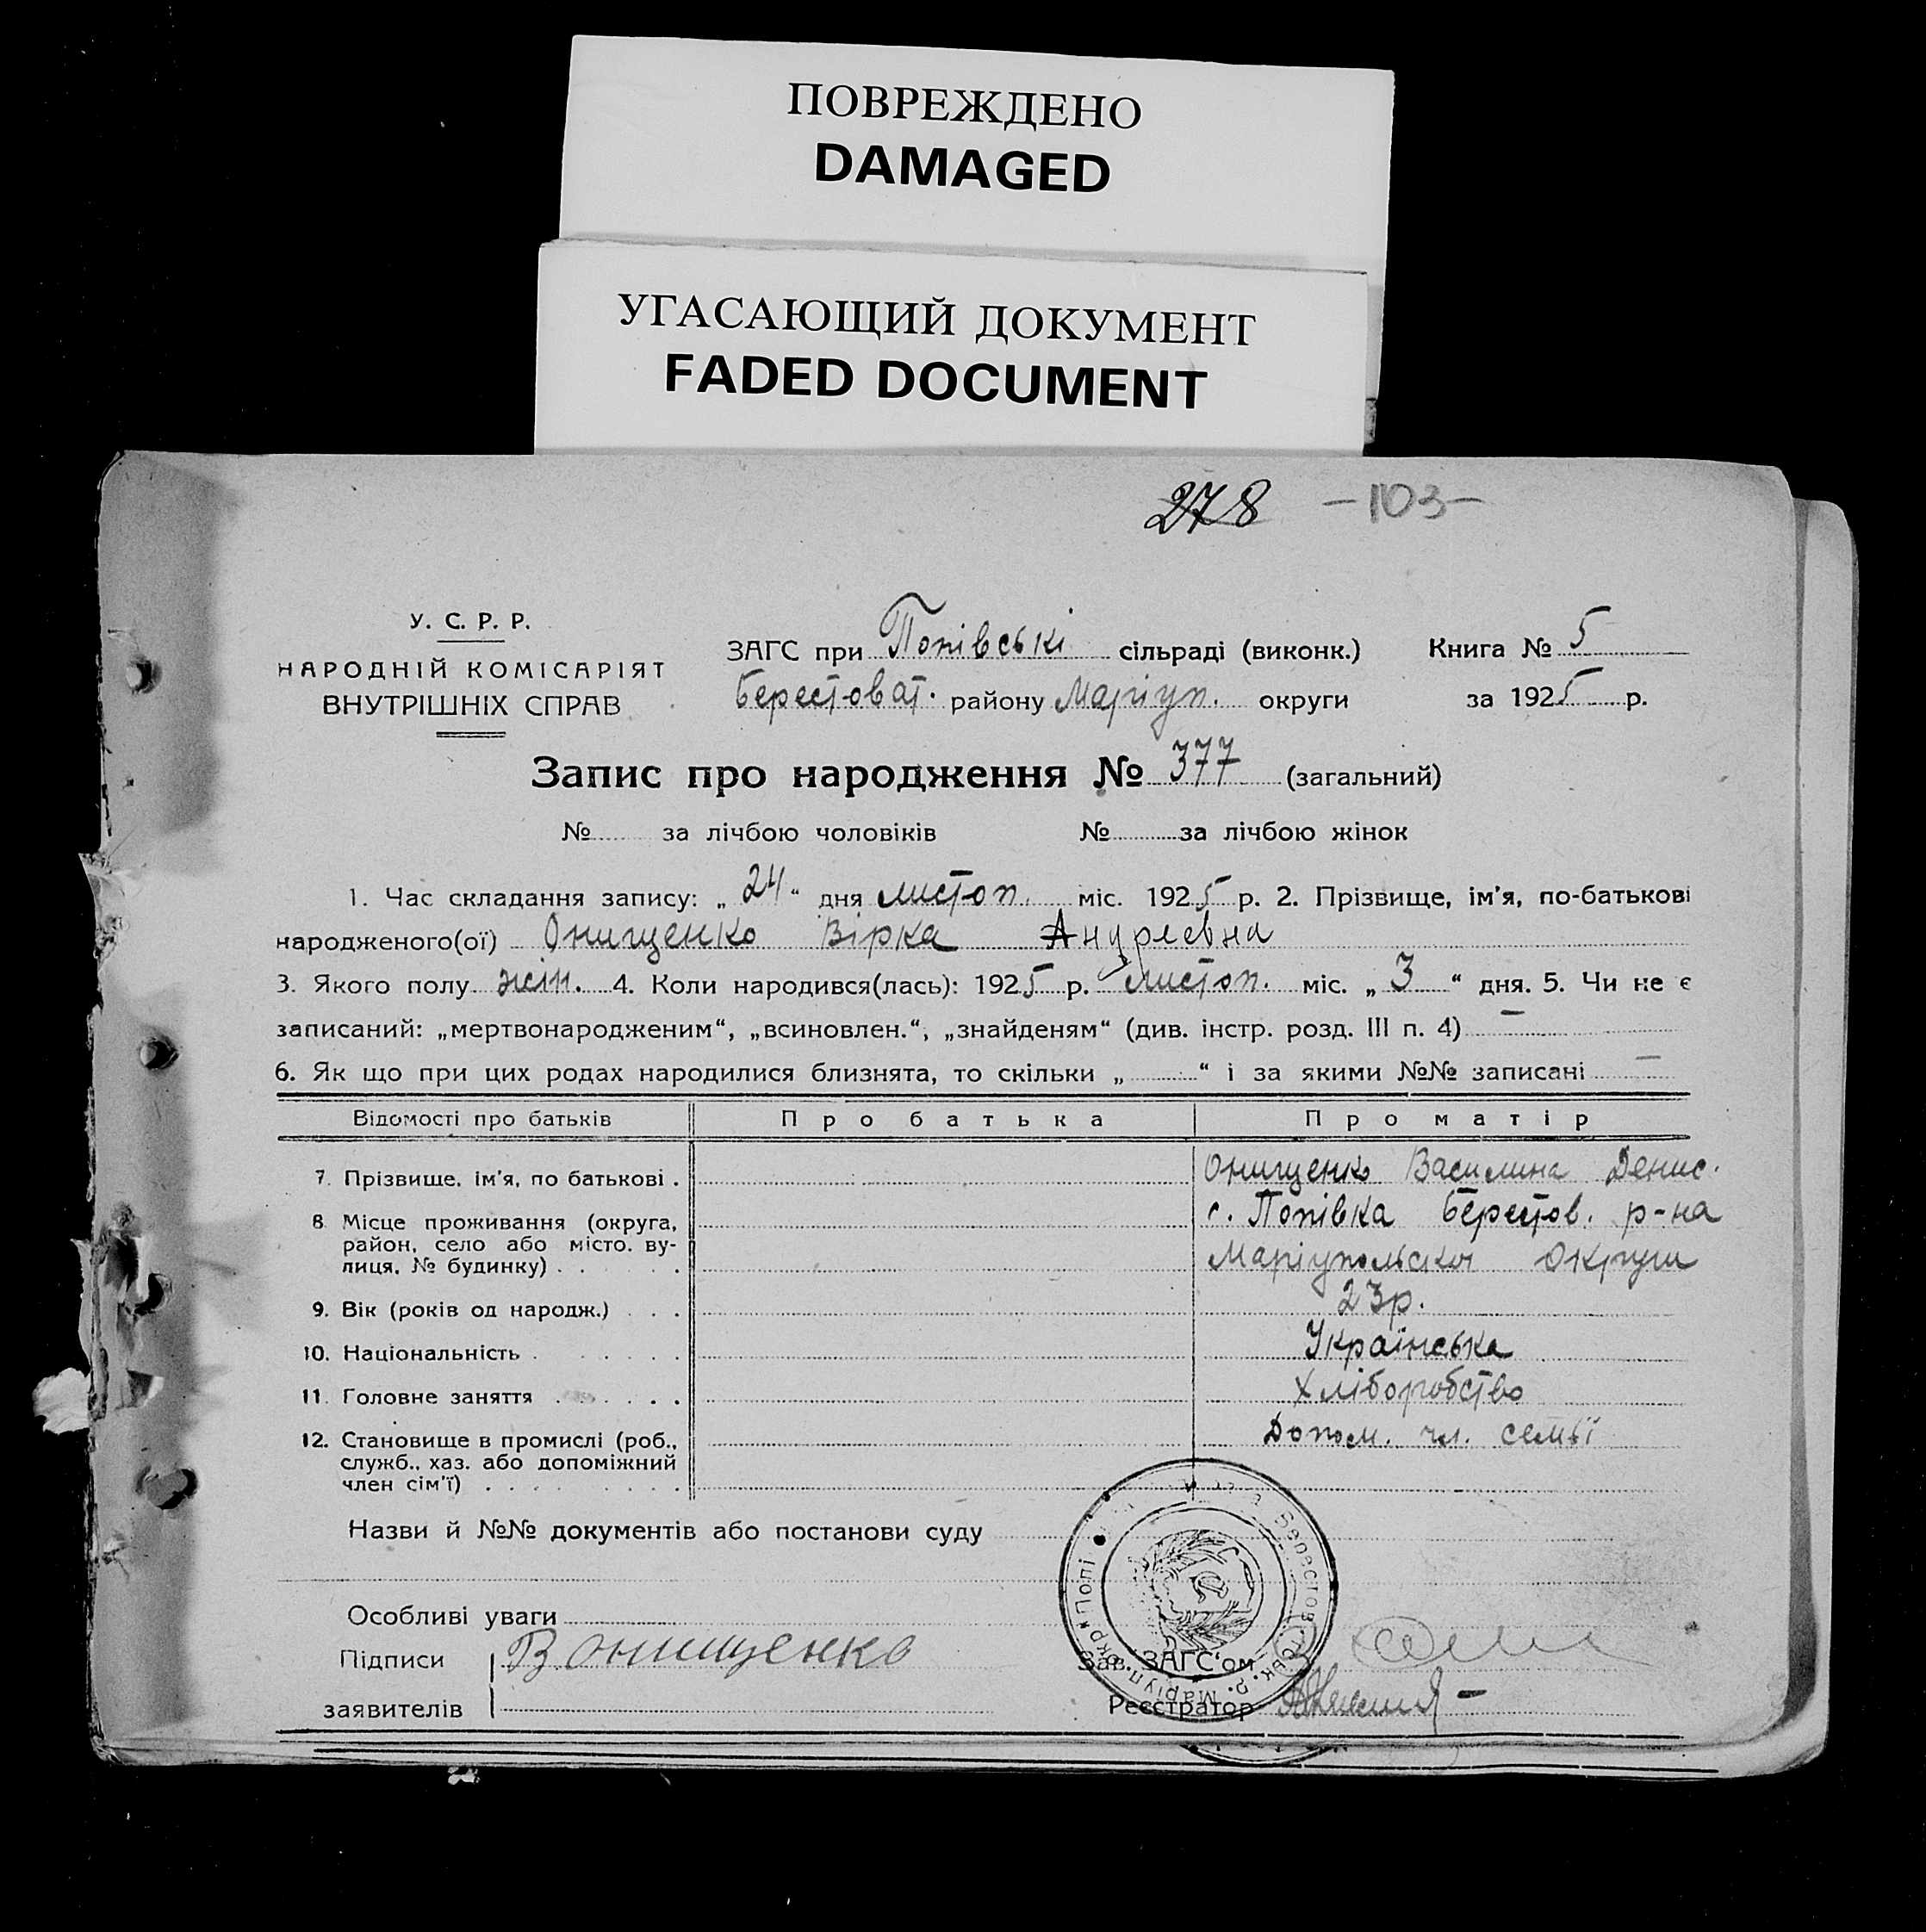 ПОВРЕЖДЕНО
DAMAGED
УГАСАЮЩИЙ ДОКУМЕНТ
FADED DOCUMENT
278 -103-
У. С. Р. Р.
НАРОДНІЙ КОМІСАРІЯТ
ВНУТРІШНІХ СПРАВ
ЗАГС при Попівські сільраді (виконк.) Книга № 5
Берестоват. району Маріуп. округи за 1925 р.
Запис про народження № 377 (загальний)
№ за лічбою чоловіків № за лічбою жінок
1. Час складання запису: „24“ дня листоп. міс. 1925 р. 2. Прізвище, ім'я, по-батькові
народженого(ої) Онищенко Вірка Андреевна
3. Якого полу жін. 4. Коли народився(лась): 1925 р. листоп. міс. „3“ дня. 5. Чи не є
записаний: „мертвонародженим“, „всиновлен.“, „знайденям“ (див. інстр. розд. III п. 4) —
6. Як що при цих родах народилися близнята, то скільки „ “ і за якими №№ записані —
Відомості про батьків Про батька Про матір
7. Прізвище, ім'я, по батькові . Онищенко Василина Денис.
8 Місце проживання (округа, с. Попівка Берестов. р-на
район, село або місто, ву-
лиця, № будинку) . . . . Маріупольської Округи
9. Вік (років од народж.) . . . 23р.
10. Національність . . . . . Українська
11. Головне заняття . . . . . . Хліборобство
12. Становище в промислі (роб., Допом. чл. семьї
служб., хаз. або допоміжний
член сім'ї) . . . . . . . . .
Назви й №№ документів або постанови суду
Особливі уваги
Підписи В Онищенко Зав. ЗАГС'ом
заявителів Реєстратор